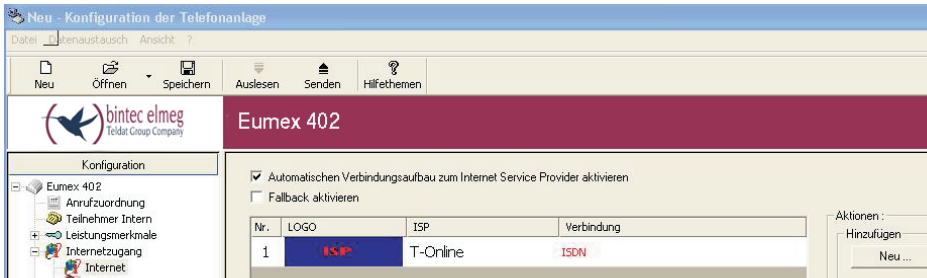 Neu - Konfiguration der Telefonanlage
Datei Datenaustausch Ansicht ?
Neu Öffnen Speichern Auslesen Senden Hilfethemen
bintec elmeg
Teldat Group Company
Eumex 402
Konfiguration
Eumex 402
Anrufzuordnung
Teilnehmer Intern
Leistungsmerkmale
Internetzugang
Internet
Automatischen Verbindungsaufbau zum Internet Service Provider aktivieren
Fallback aktivieren
Nr. LOGO ISP Verbindung
1 ISP T-Online ISDN
Aktionen :
Hinzufügen
Neu ...